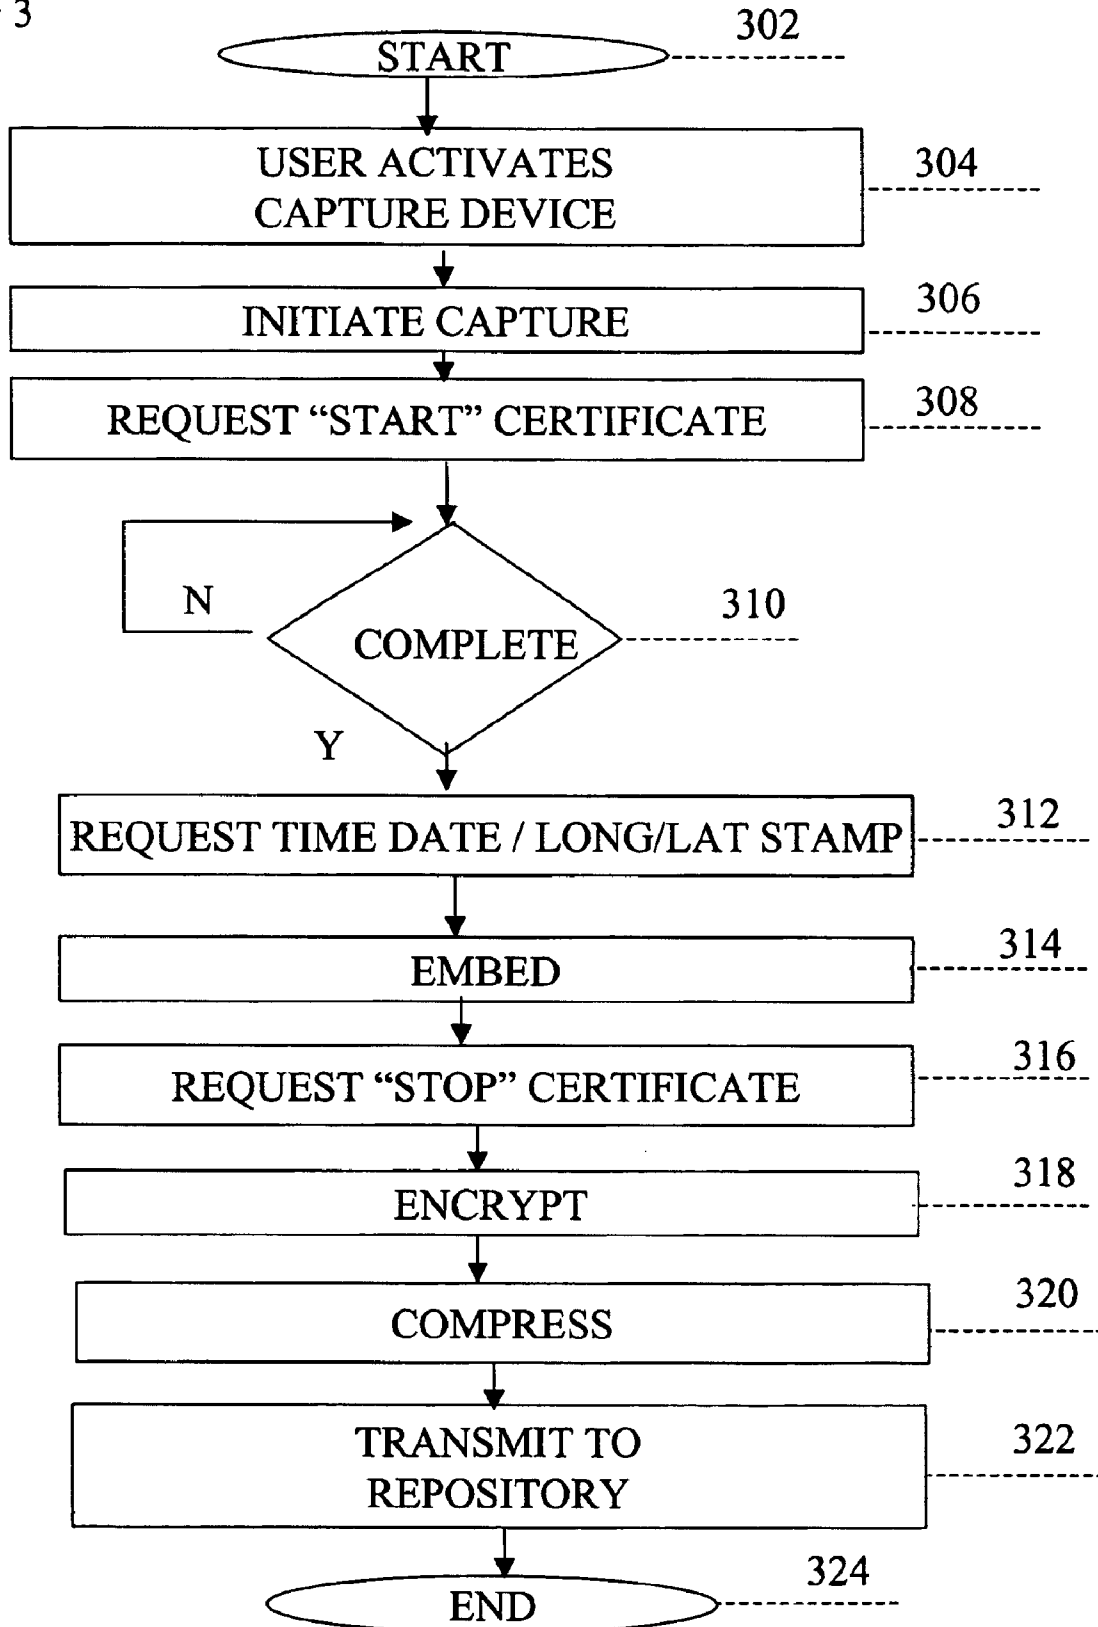 3
START
302
USER ACTIVATES
CAPTURE DEVICE
304
INITIATE CAPTURE
306
REQUEST “START” CERTIFICATE
308
N
COMPLETE
310
Y
REQUEST TIME DATE / LONG/LAT STAMP
312
EMBED
314
REQUEST “STOP” CERTIFICATE
316
ENCRYPT
318
COMPRESS
320
TRANSMIT TO
REPOSITORY
322
END
324